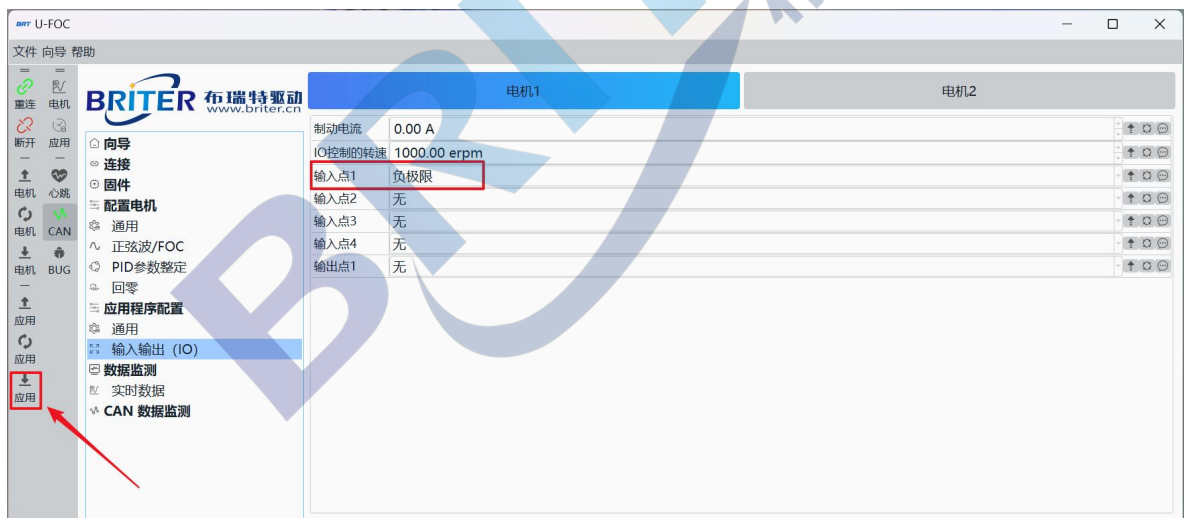 BRT U-FOC
文件 向导 帮助
重连 电机
断开 应用
电机 心跳
电机 CAN
电机 BUG
应用
应用
应用
BRITER 布瑞特驱动
www.briter.cn
向导
连接
固件
配置电机
通用
正弦波/FOC
PID参数整定
回零
应用程序配置
通用
输入输出（IO）
数据监测
实时数据
CAN 数据监测
电机1 电机2
制动电流 0.00 A
IO控制的转速 1000.00 erpm
输入点1 负极限
输入点2 无
输入点3 无
输入点4 无
输出点1 无